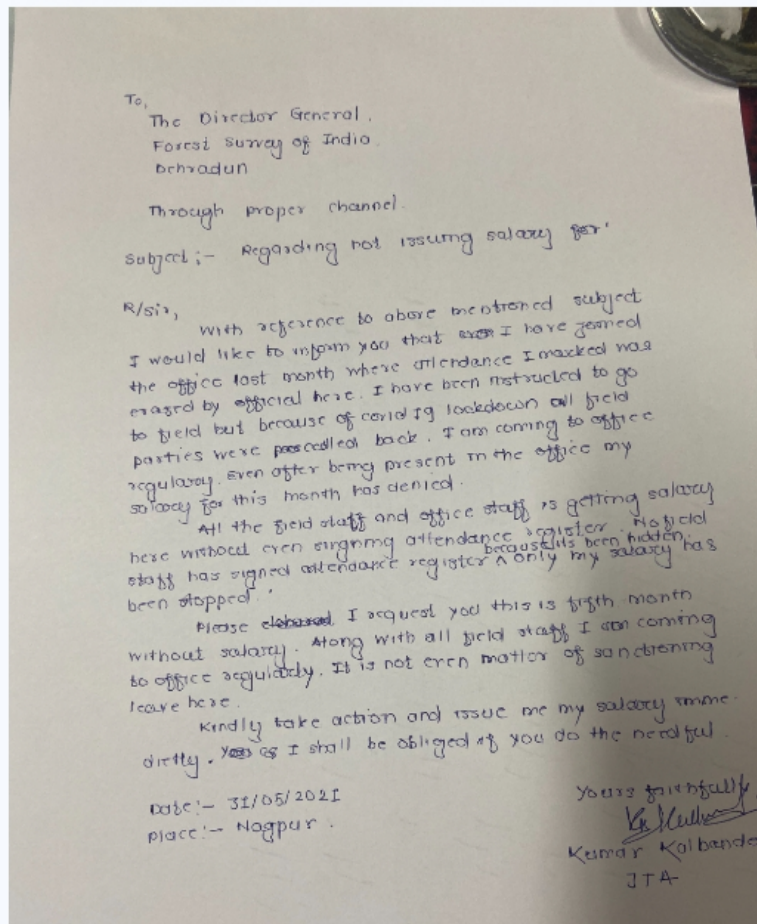 To,
The Director General.
Forest Survey of India
Dehradun
Through proper channel.
Subject :- Regarding not issuing salary for'
R/sir,
With reference to above mentioned subject
I would like to inform you that even I have joined
the office last month where attendance I marked was
erased by official here. I have been instructed to go
to field but because of covid 19 lockdown all field
parties were called back. I am coming to office
regularly. Even after being present in the office my
salary for this month has denied.
All the field staff and office staff is getting salary
here without even singning attendance register. No field
staff has signed attendance register ^ because its been hidden. only my salary has
been stopped.
Please I request you this is fifth month
without salary. Along with all field staff I am coming
to office regularly. It is not even matter of sanctioning
leave here.
Kindly take action and issue me my salary imme-
dietly. I shall be obliged if you do the needful.
Date:- 31/05/2021
Place:- Nagpur.
Yours faithfully
Kumar Kalbande
JTA